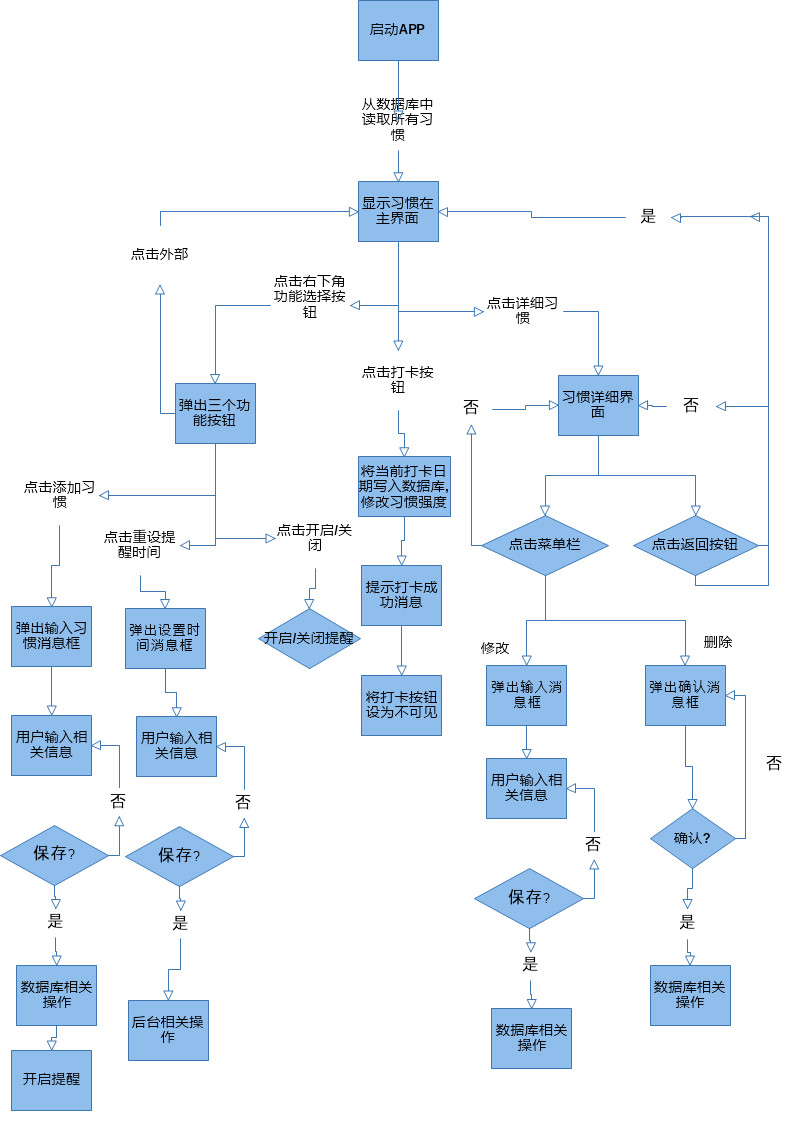 启动APP
从数据库中
读取所有习
惯
显示习惯在
主界面
是
点击外部
点击右下角
功能选择按
钮
点击详细习
惯
点击打卡按
钮
弹出三个功
能按钮
否
习惯详细界
面
否
将当前打卡日
期写入数据库,
修改习惯强度
点击添加习
惯
点击重设提
醒时间
点击开启/关
闭
点击菜单栏
点击返回按钮
提示打卡成
功消息
弹出输入习
惯消息框
弹出设置时
间消息框
开启/关闭提醒
修改
删除
将打卡按钮
设为不可见
弹出输入消
息框
弹出确认消
息框
用户输入相
关信息
用户输入相
关信息
用户输入相
关信息
否
否
否
确认?
否
保存?
保存?
保存?
是
是
是
是
数据库相关
操作
后台相关操
作
数据库相关
操作
数据库相关
操作
开启提醒